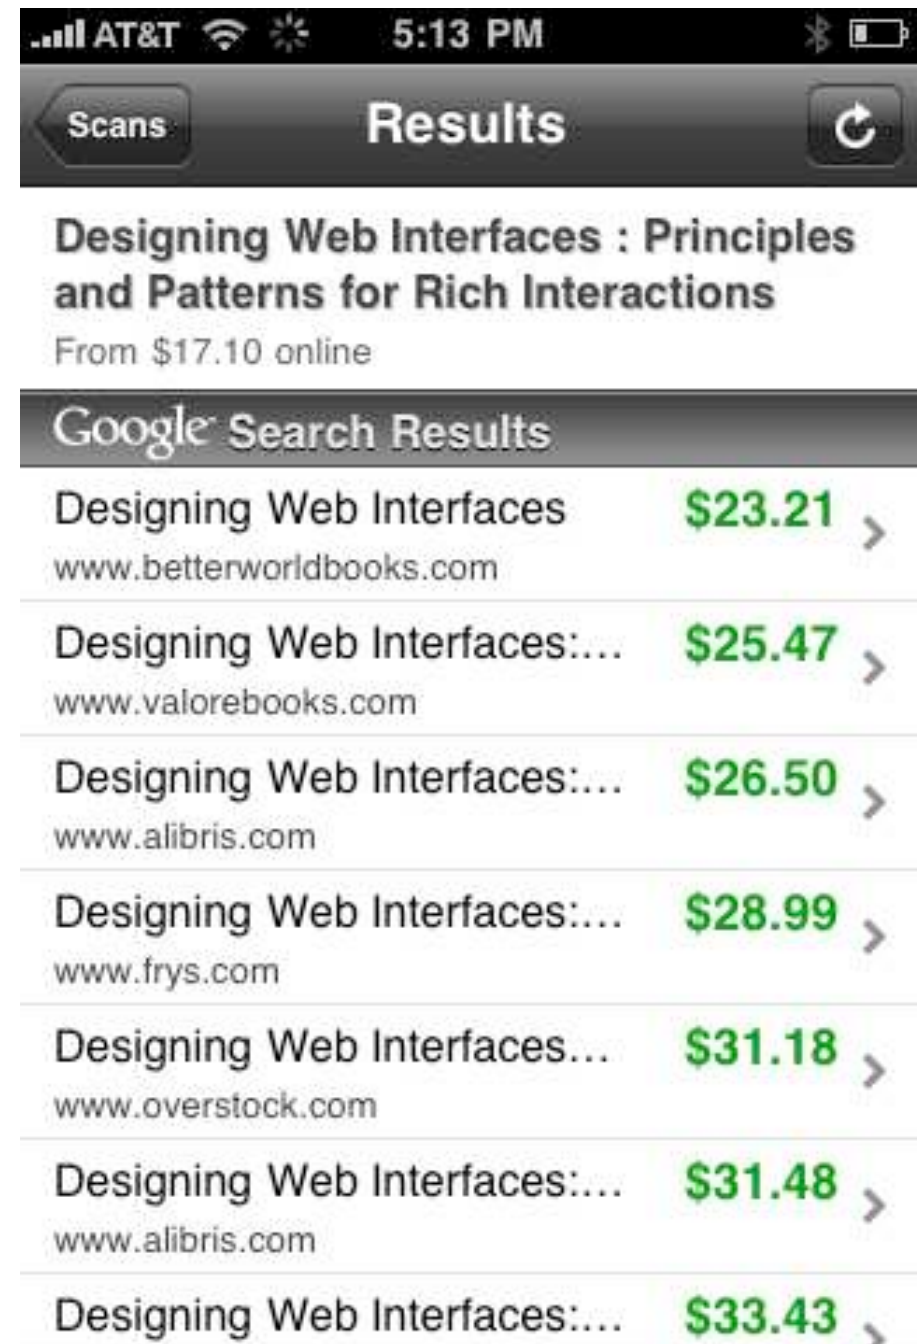 AT&T 5:13 PM
Scans Results
Designing Web Interfaces : Principles
and Patterns for Rich Interactions
From $17.10 online
Google Search Results
Designing Web Interfaces $23.21
www.betterworldbooks.com
Designing Web Interfaces:... $25.47
www.valorebooks.com
Designing Web Interfaces:... $26.50
www.alibris.com
Designing Web Interfaces:... $28.99
www.frys.com
Designing Web Interfaces... $31.18
www.overstock.com
Designing Web Interfaces:... $31.48
www.alibris.com
Designing Web Interfaces:... $33.43